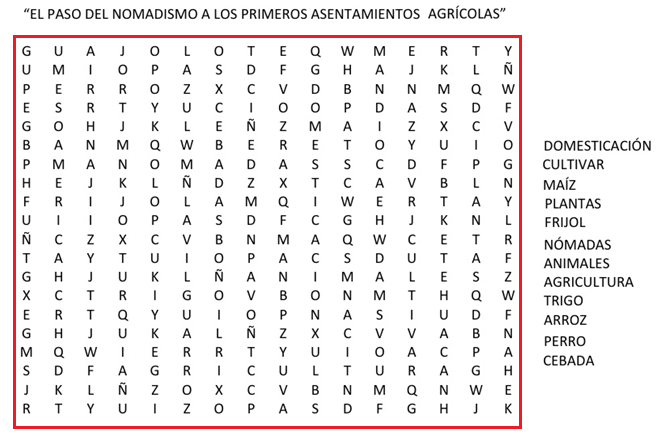 “EL PASO DEL NOMADISMO A LOS PRIMEROS ASENTAMIENTOS AGRÍCOLAS”
G U A J O L O T E Q W M E R T Y
U M I O P A S D F G H A J K L Ñ
P E R R O Z X C V D B N N M Q W
E S R T Y U C I O O P D A S D F
G O H J K L E Ñ Z M A I Z X C V
B A N M Q W B E R E T O Y U I O
P M A N O M A D A S S C D F P G
H E J K L Ñ D Z X T C A V B L N
F R I J O L A M Q I W E R T A Y
U I I O P A S D F C G H J K N L
Ñ C Z X C V B N M A Q W C E T R
T A Y T U I O P A C S D U T A F
G H J U K L Ñ A N I M A L E S Z
X C T R I G O V B O N M T H Q W
E R T Q Y U I O P N A S I U D F
G H J U K A L Ñ Z X C V V A B N
M Q W I E R R T Y U I O A C P A
S D F A G R I C U L T U R A G H
J K L Ñ Z O X C V B N M Q N W E
R T Y U I Z O P A S D F G H J K
DOMESTICACIÓN
CULTIVAR
MAÍZ
PLANTAS
FRIJOL
NÓMADAS
ANIMALES
AGRICULTURA
TRIGO
ARROZ
PERRO
CEBADA